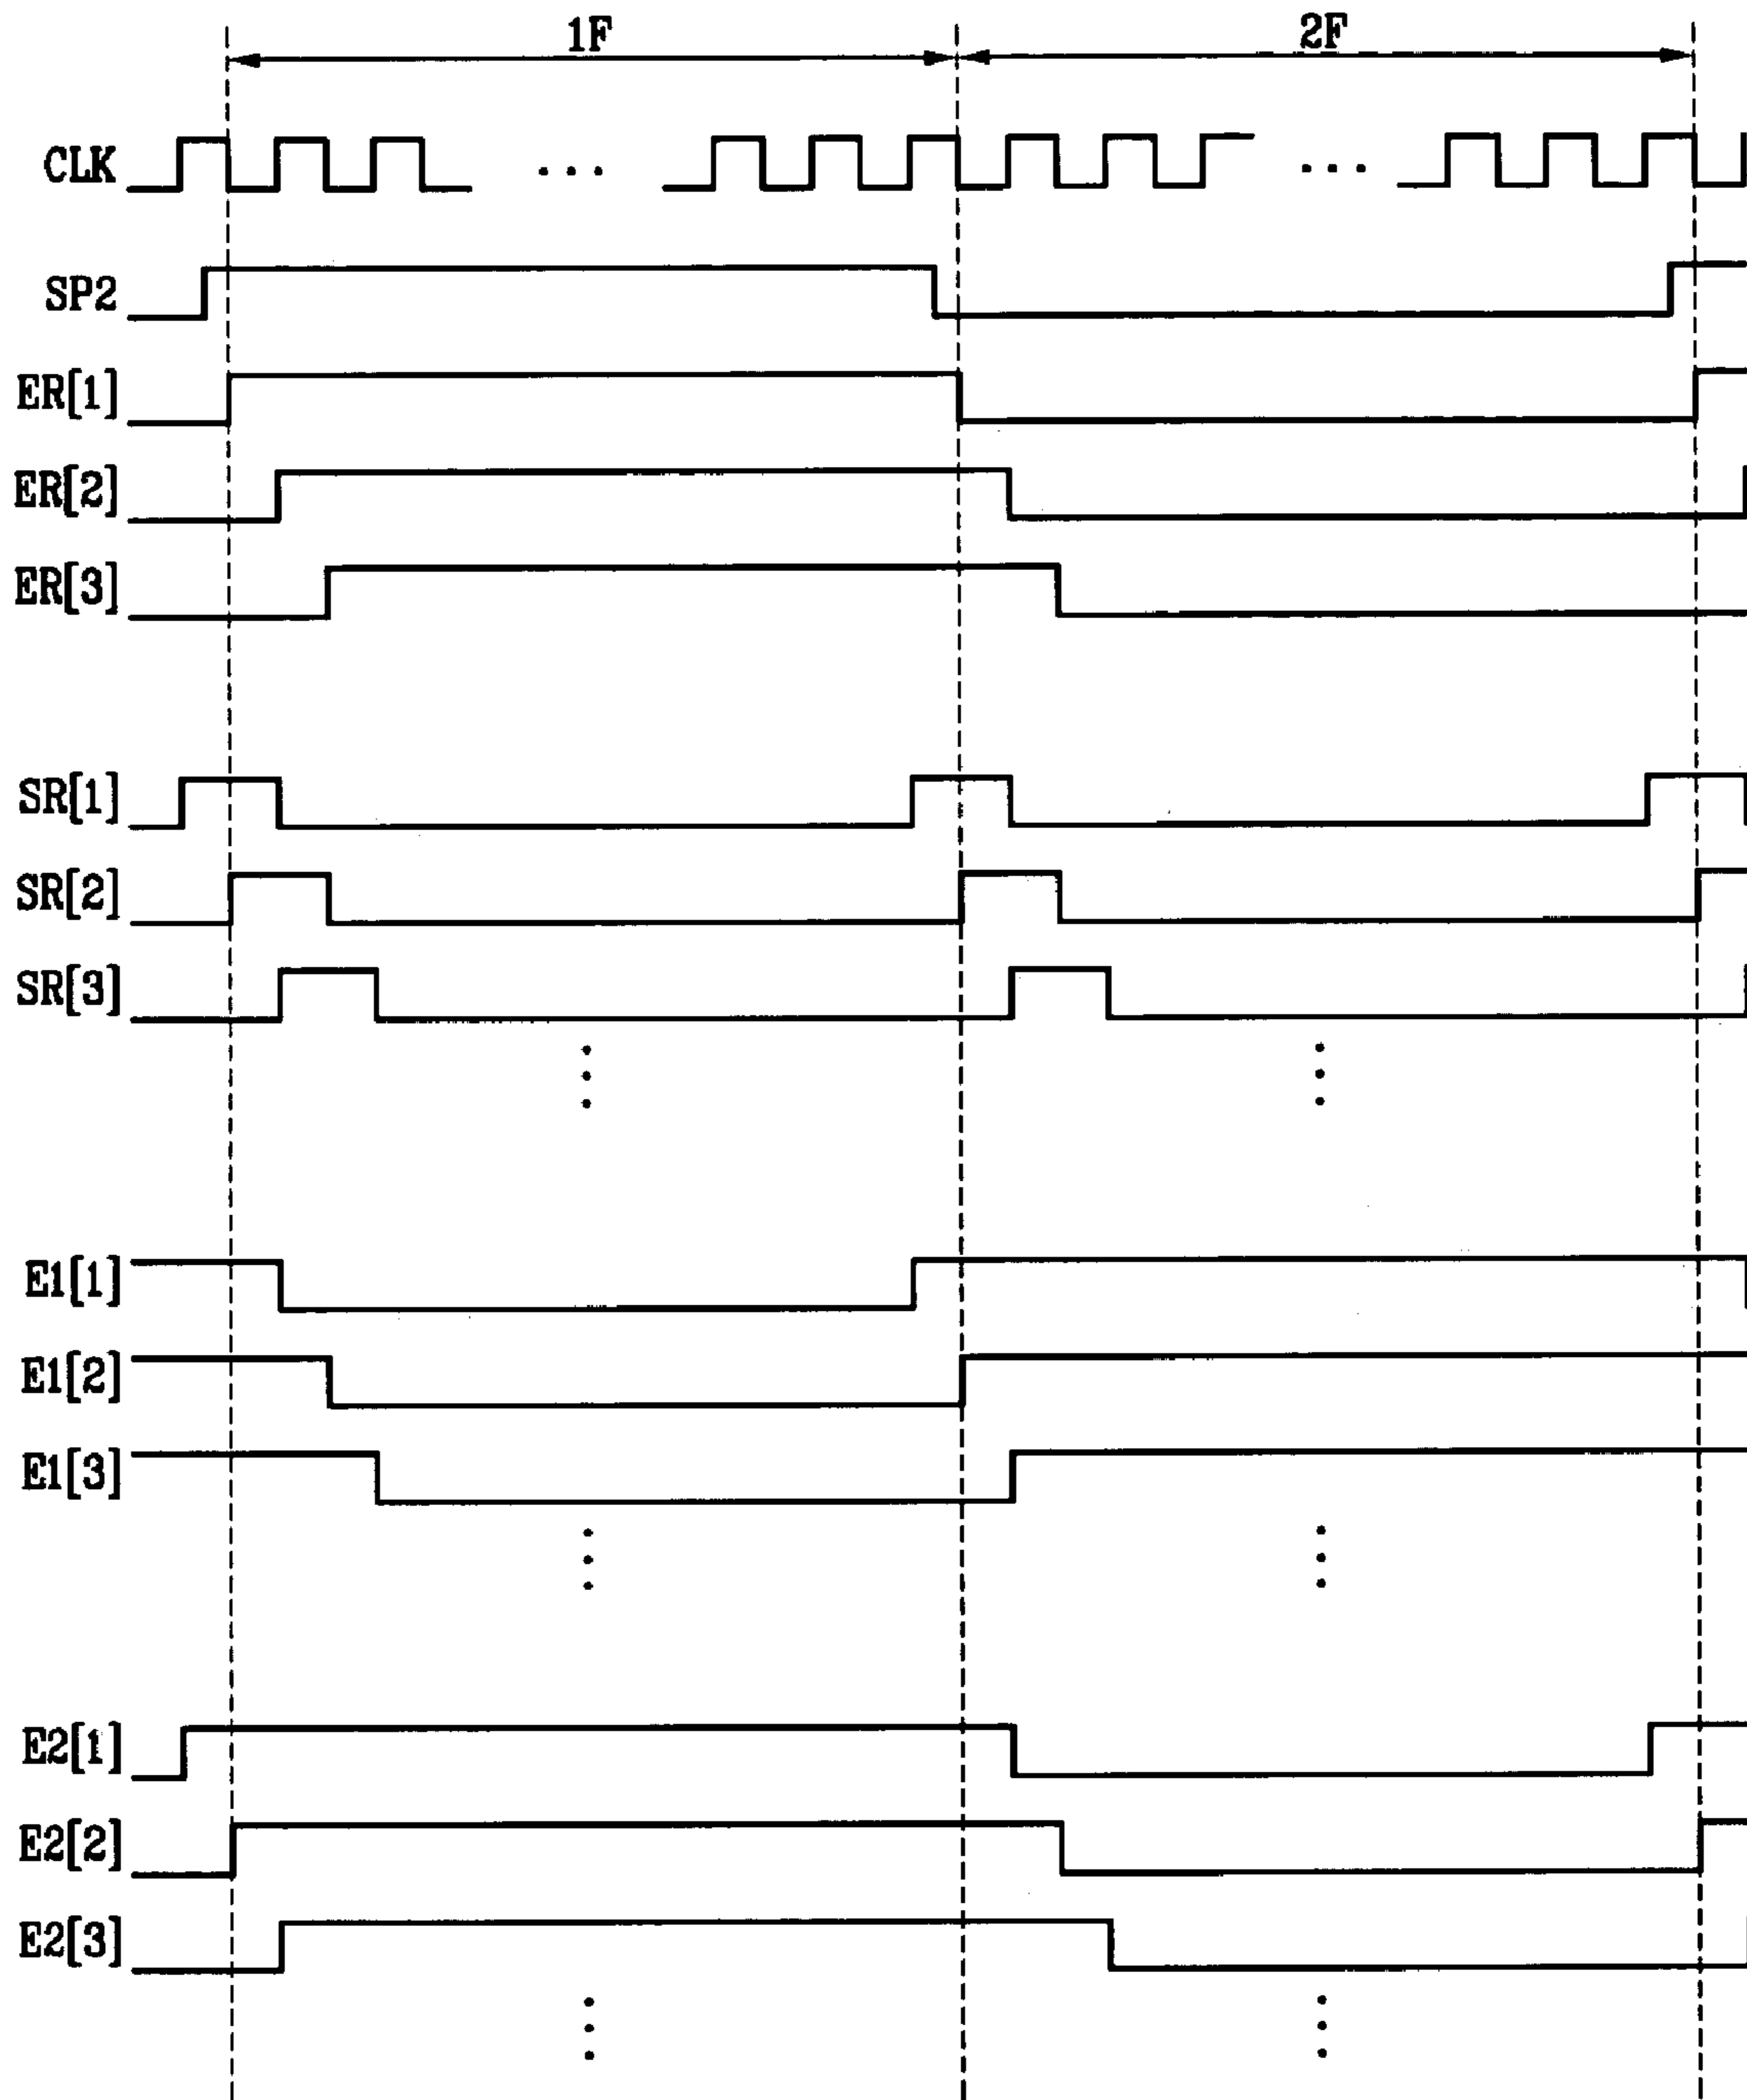 1F 2F
CLK
SP2
ER[1]
ER[2]
ER[3]
SR[1]
SR[2]
SR[3]
E1[1]
E1[2]
E1[3]
E2[1]
E2[2]
E2[3]